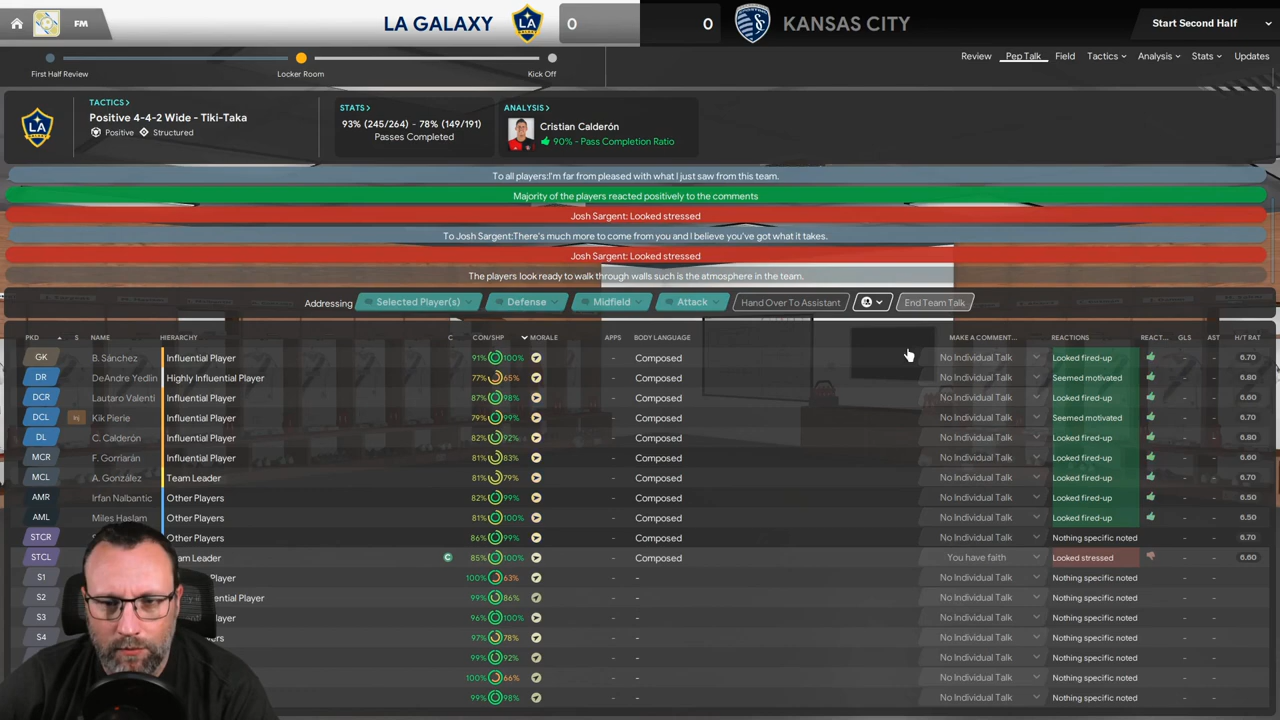 FM
LA GALAXY
LA
0
0
KANSAS CITY
Start Second Half
First Half Review
Locker Room
Kick Off
Review
Pep Talk
Field
Tactics
Analysis
Stats
Updates
LA
TACTICS>
Positive 4-4-2 Wide - Tiki-Taka
Positive
Structured
STATS>
93% (245/264) - 78% (149/191)
Passes Completed
ANALYSIS>
Cristian Calderón
90% - Pass Completion Ratio
To all players:I'm far from pleased with what I just saw from this team.
Majority of the players reacted positively to the comments
Josh Sargent: Looked stressed
To Josh Sargent:There's much more to come from you and I believe you've got what it takes.
Josh Sargent: Looked stressed
The players look ready to walk through walls such is the atmosphere in the team.
Addressing
Selected Player(s)
Defense
Midfield
Attack
Hand Over To Assistant
End Team Talk
PKD S NAME HIERARCHY C CON/SHP MORALE APPS BODY LANGUAGE MAKE A COMMENT... REACTIONS REACT... GLS AST H/T RAT
GK B. Sánchez Influential Player 91% 100% - Composed No Individual Talk Looked fired-up - - 6.70
DR DeAndre Yedlin Highly Influential Player 77% 65% - Composed No Individual Talk Seemed motivated - - 6.80
DCR Lautaro Valenti Influential Player 87% 98% - Composed No Individual Talk Looked fired-up - - 6.60
DCL Inj Kik Pierie Influential Player 79% 99% - Composed No Individual Talk Seemed motivated - - 6.70
DL C. Calderón Influential Player 82% 92% - Composed No Individual Talk Looked fired-up - - 6.80
MCR F. Gorriarán Influential Player 81% 83% - Composed No Individual Talk Looked fired-up - - 6.60
MCL A. González Team Leader 81% 79% - Composed No Individual Talk Looked fired-up - - 6.70
AMR Irfan Nalbantic Other Players 82% 99% - Composed No Individual Talk Looked fired-up - - 6.50
AML Miles Haslam Other Players 81% 100% - Composed No Individual Talk Looked fired-up - - 6.50
STCR Other Players 99% - Composed No Individual Talk Nothing specific noted - - 6.70
STCL Leader C 85% 100% - Composed You have faith Looked stressed - - 6.60
S1 Player 100% 63% - - No Individual Talk Nothing specific noted - -
S2 Player 99% 86% - - No Individual Talk Nothing specific noted - -
S3 Player 96% 100% - - No Individual Talk Nothing specific noted - -
S4 97% 78% - - No Individual Talk Nothing specific noted - -
99% 92% - - No Individual Talk Nothing specific noted - -
100% 66% - - No Individual Talk Nothing specific noted - -
99% 98% - - No Individual Talk Nothing specific noted - -